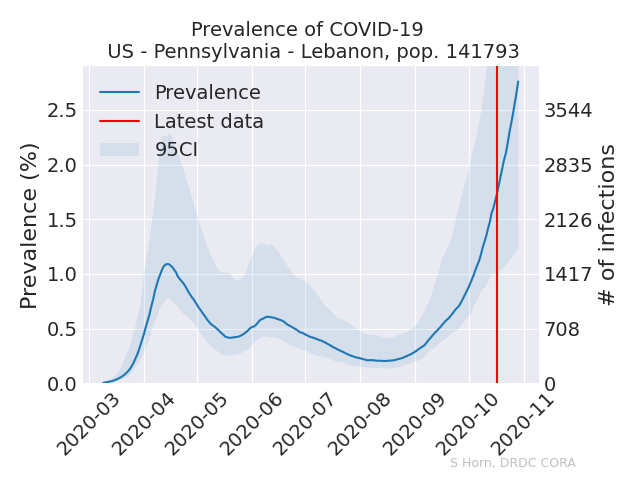 Prevalence of COVID-19
US - Pennsylvania - Lebanon, pop. 141793
Prevalence
Latest data
95CI
Prevalence (%)
2.5
2.0
1.5
1.0
0.5
0.0
3544
2835
2126
1417
708
0
# of infections
2020-03
2020-04
2020-05
2020-06
2020-07
2020-08
2020-09
2020-10
2020-11
S Horn, DRDC CORA